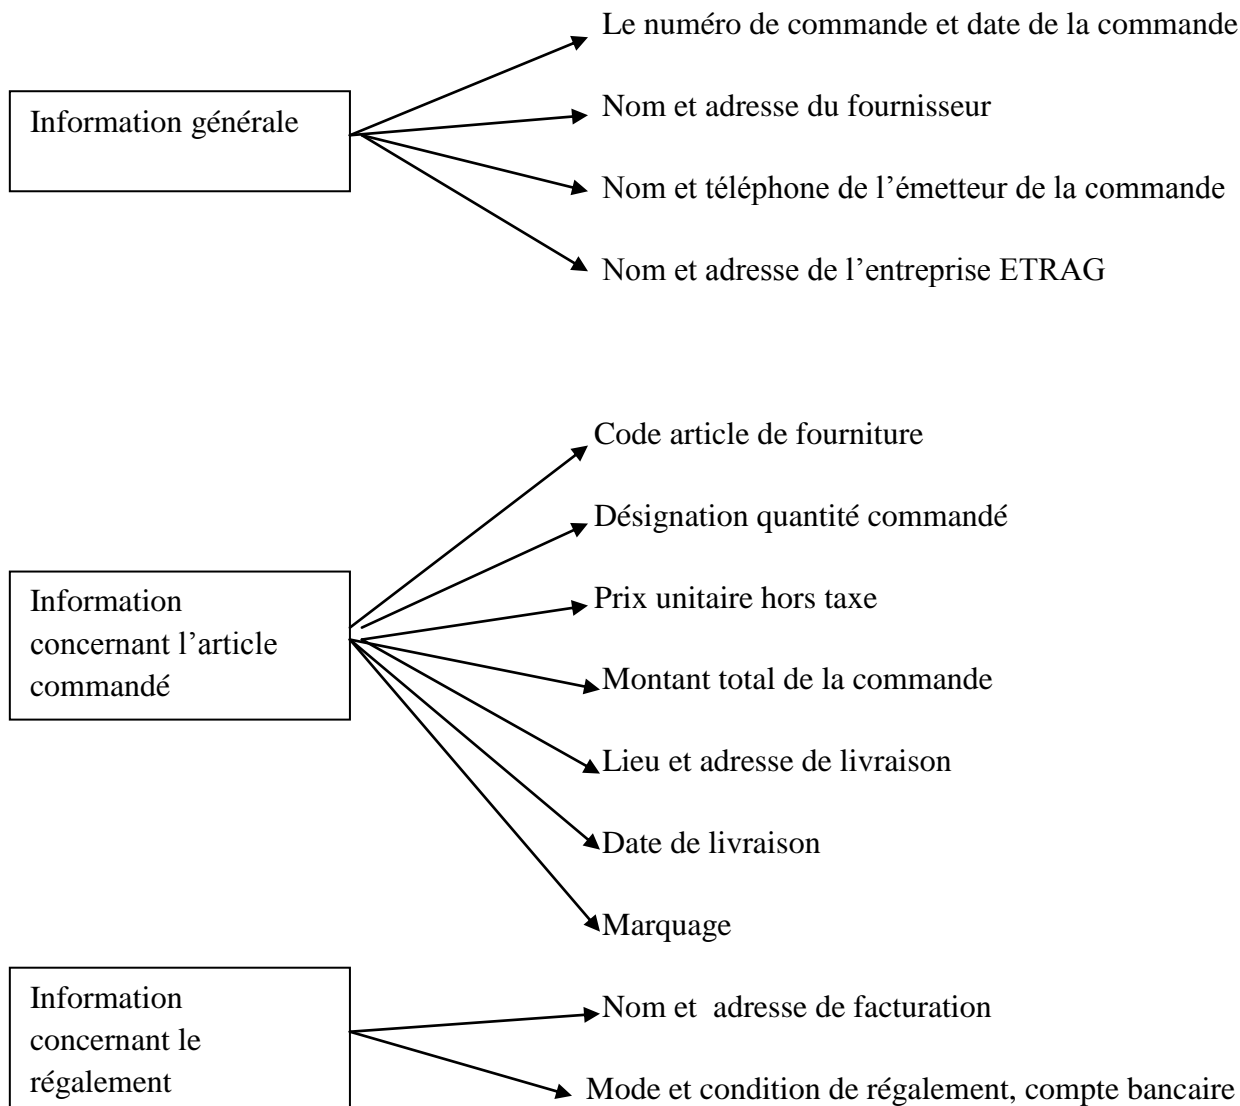 Le numéro de commande et date de la commande
Information générale
Nom et adresse du fournisseur
Nom et téléphone de l’émetteur de la commande
Nom et adresse de l’entreprise ETRAG
Code article de fourniture
Désignation quantité commandé
Information
concernant l’article
commandé
Prix unitaire hors taxe
Montant total de la commande
Lieu et adresse de livraison
Date de livraison
Marquage
Information
concernant le
régalement
Nom et  adresse de facturation
Mode et condition de régalement, compte bancaire